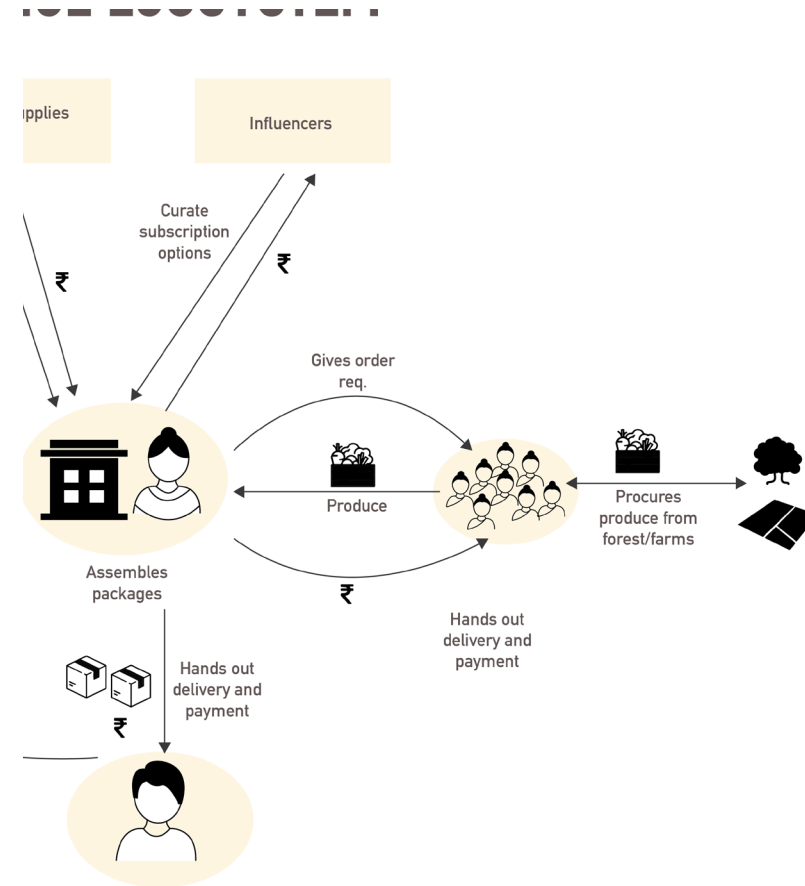 Influencers
Curate
subscription
options
₹
₹
Gives order
req.
Produce
Procures
produce from
forest/farms
₹
Assembles
packages
Hands out
delivery and
payment
Hands out
delivery and
payment
₹